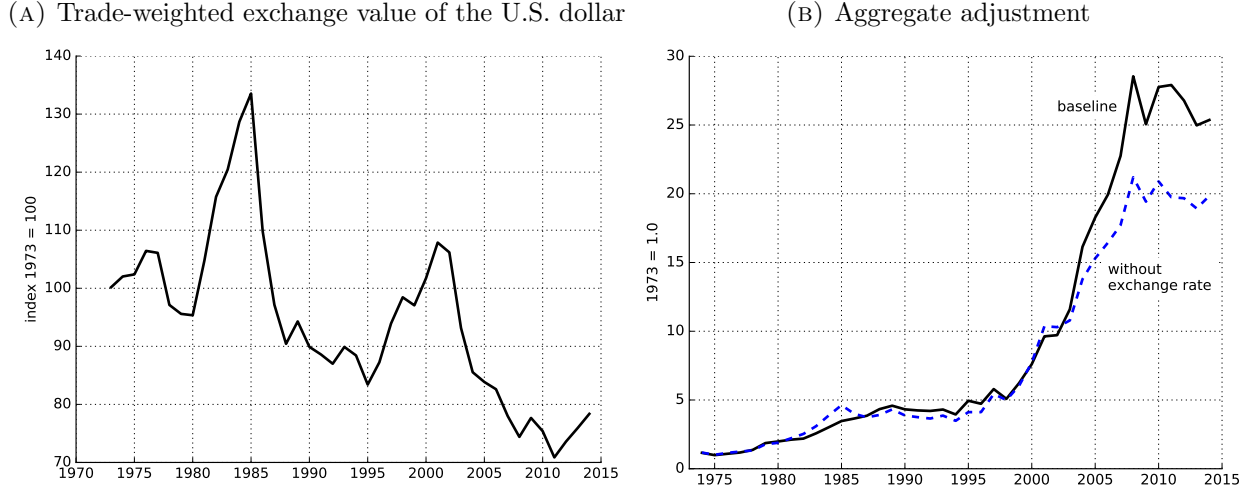 (A) Trade-weighted exchange value of the U.S. dollar
140
130
120
110
100
90
80
70
index 1973 = 100
1970 1975 1980 1985 1990 1995 2000 2005 2010 2015
(B) Aggregate adjustment
30
25
20
15
10
5
0
1973 = 1.0
baseline
without
exchange rate
1975 1980 1985 1990 1995 2000 2005 2010 2015